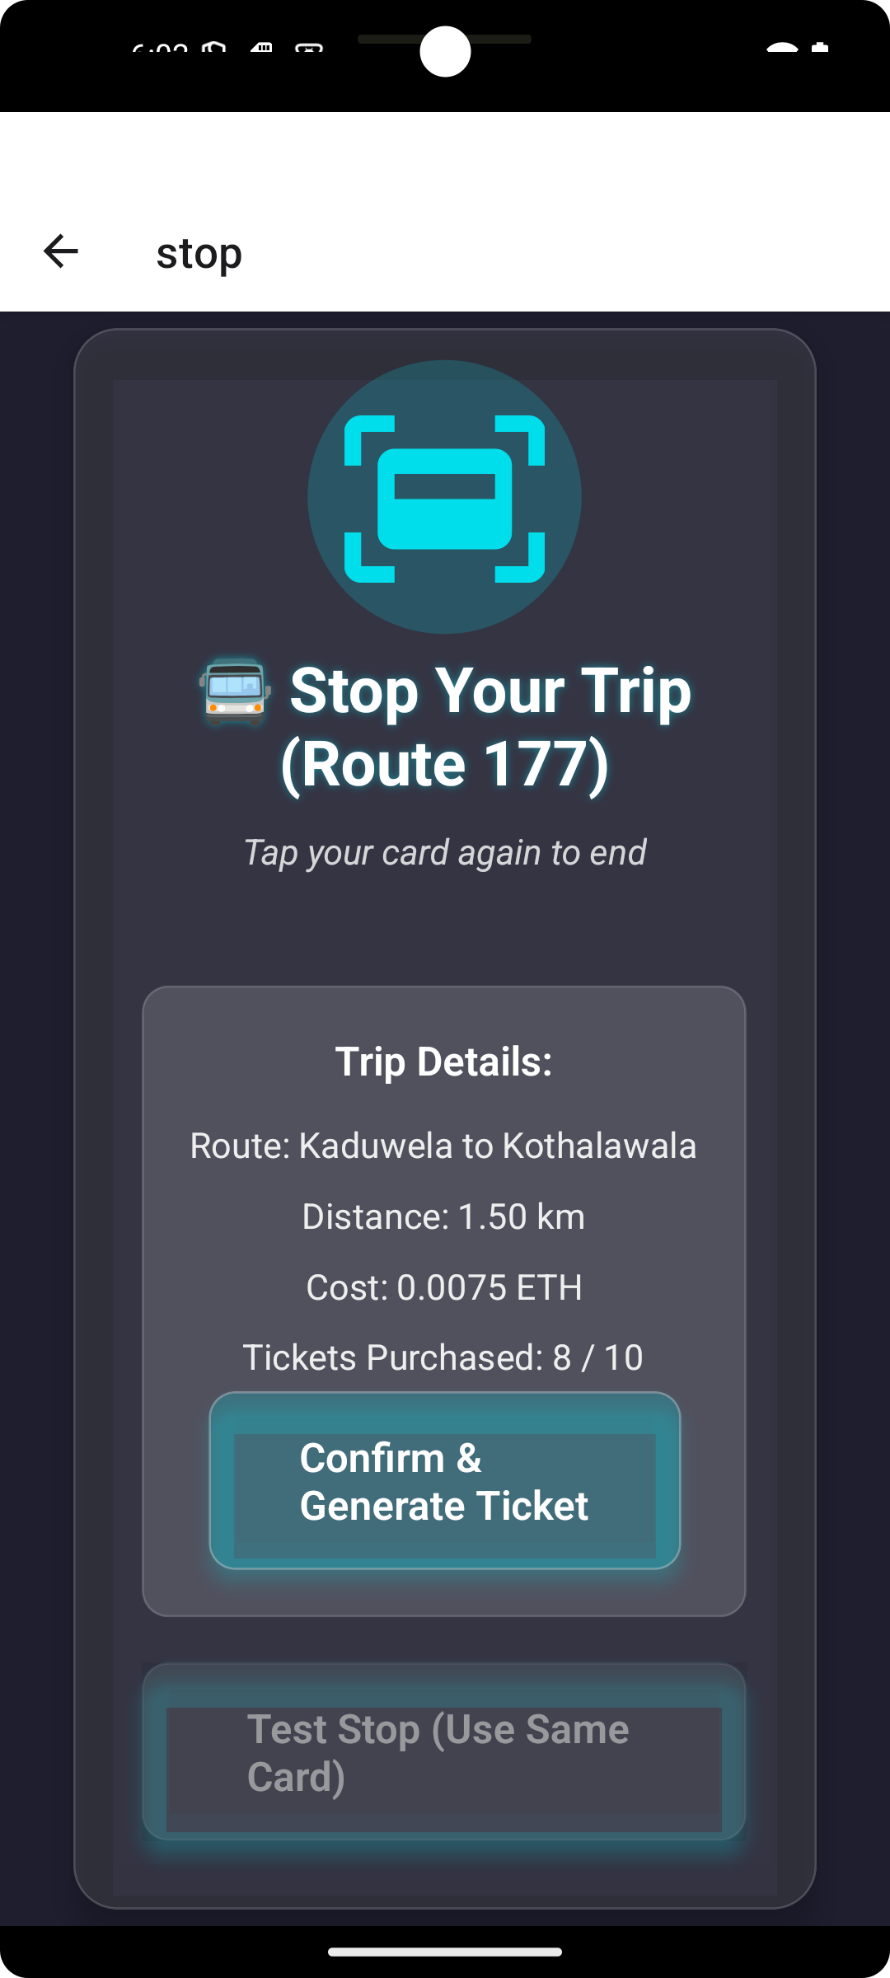 stop
Stop Your Trip
(Route 177)
Tap your card again to end
Trip Details:
Route: Kaduwela to Kothalawala
Distance: 1.50 km
Cost: 0.0075 ETH
Tickets Purchased: 8 / 10
Confirm &
Generate Ticket
Test Stop (Use Same
Card)